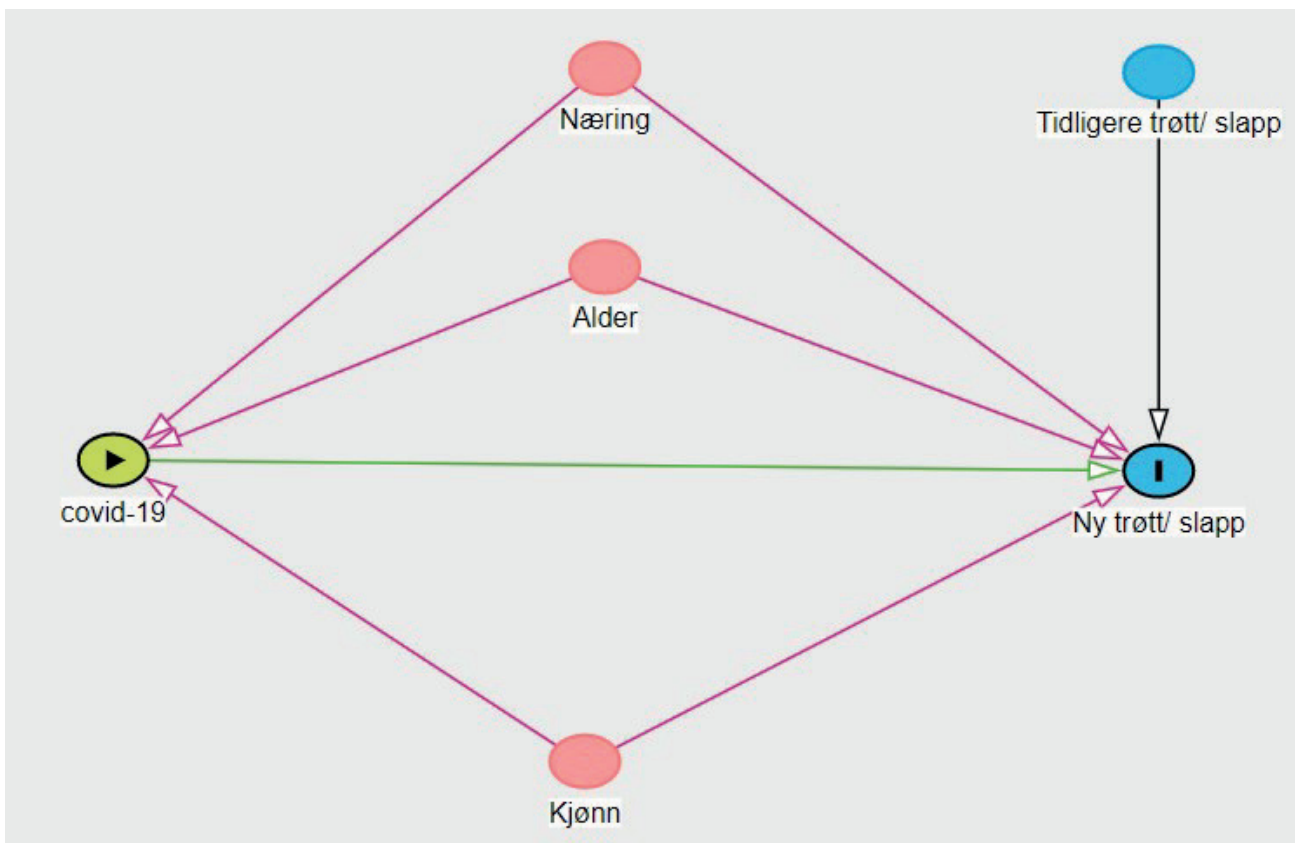 Næring
Tidligere trøtt/ slapp
Alder
covid-19
Ny trøtt/ slapp
Kjønn